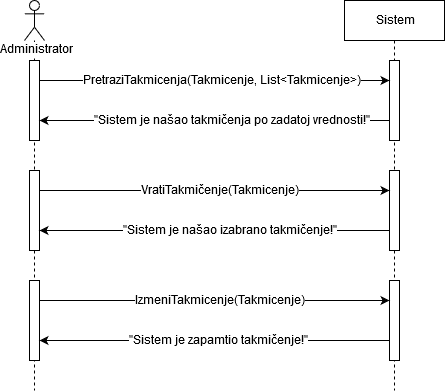 Administrator
Sistem
PretraziTakmicenja(Takmicenje, List<Takmicenje>)
"Sistem je našao takmičenja po zadatoj vrednosti!"
VratiTakmičenje(Takmicenje)
"Sistem je našao izabrano takmičenje!"
IzmeniTakmicenje(Takmicenje)
"Sistem je zapamtio takmičenje!"